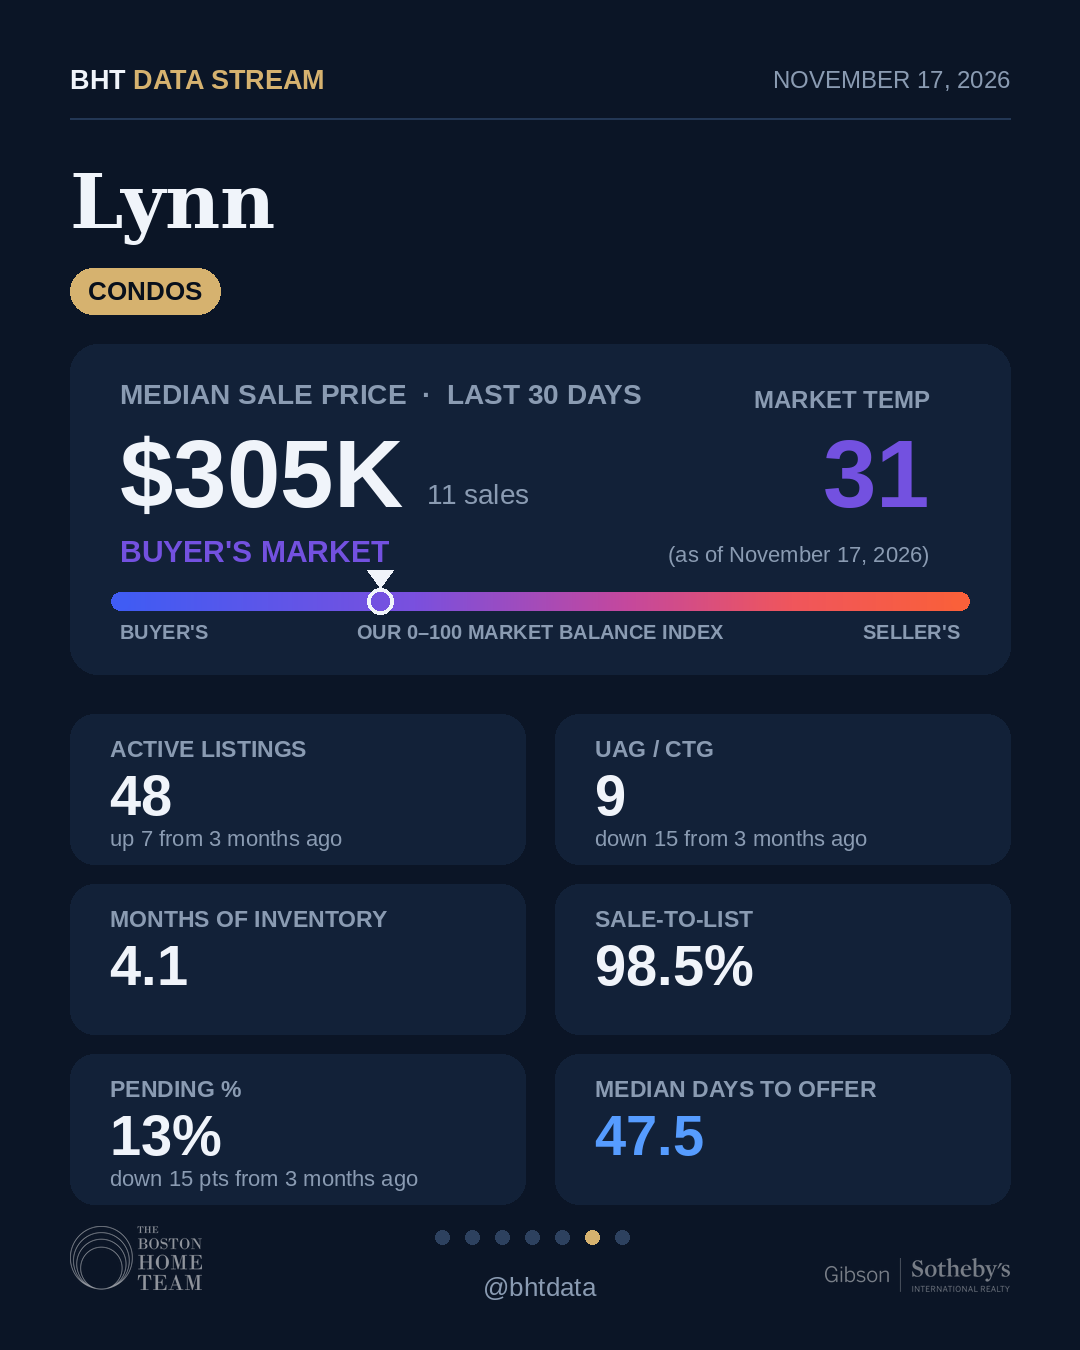 BHT DATA STREAM
NOVEMBER 17, 2026
Lynn
CONDOS
MEDIAN SALE PRICE · LAST 30 DAYS
MARKET TEMP
$305K 11 sales
31
BUYER'S MARKET
(as of November 17, 2026)
BUYER'S
OUR 0–100 MARKET BALANCE INDEX
SELLER'S
ACTIVE LISTINGS
48
up 7 from 3 months ago
UAG / CTG
9
down 15 from 3 months ago
MONTHS OF INVENTORY
4.1
SALE-TO-LIST
98.5%
PENDING %
13%
down 15 pts from 3 months ago
MEDIAN DAYS TO OFFER
47.5
THE
BOSTON
HOME
TEAM
@bhtdata
Gibson
Sotheby's
INTERNATIONAL REALTY